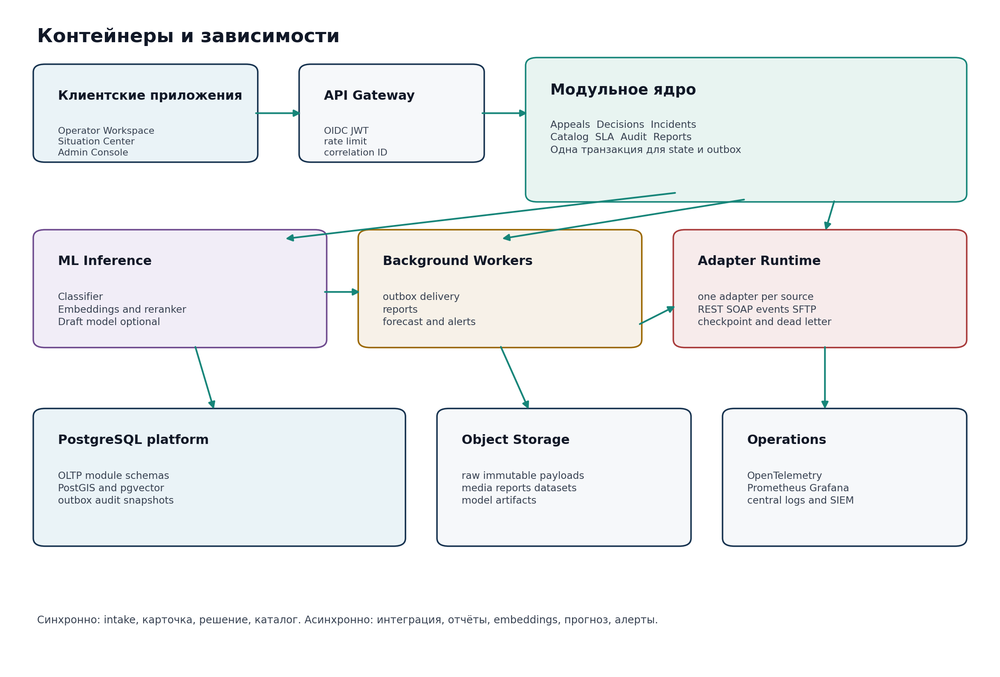 Контейнеры и зависимости
Клиентские приложения
Operator Workspace
Situation Center
Admin Console
API Gateway
OIDC JWT
rate limit
correlation ID
Модульное ядро
Appeals  Decisions  Incidents
Catalog  SLA  Audit  Reports
Одна транзакция для state и outbox
ML Inference
Classifier
Embeddings and reranker
Draft model optional
Background Workers
outbox delivery
reports
forecast and alerts
Adapter Runtime
one adapter per source
REST SOAP events SFTP
checkpoint and dead letter
PostgreSQL platform
OLTP module schemas
PostGIS and pgvector
outbox audit snapshots
Object Storage
raw immutable payloads
media reports datasets
model artifacts
Operations
OpenTelemetry
Prometheus Grafana
central logs and SIEM
Синхронно: intake, карточка, решение, каталог. Асинхронно: интеграция, отчёты, embeddings, прогноз, алерты.